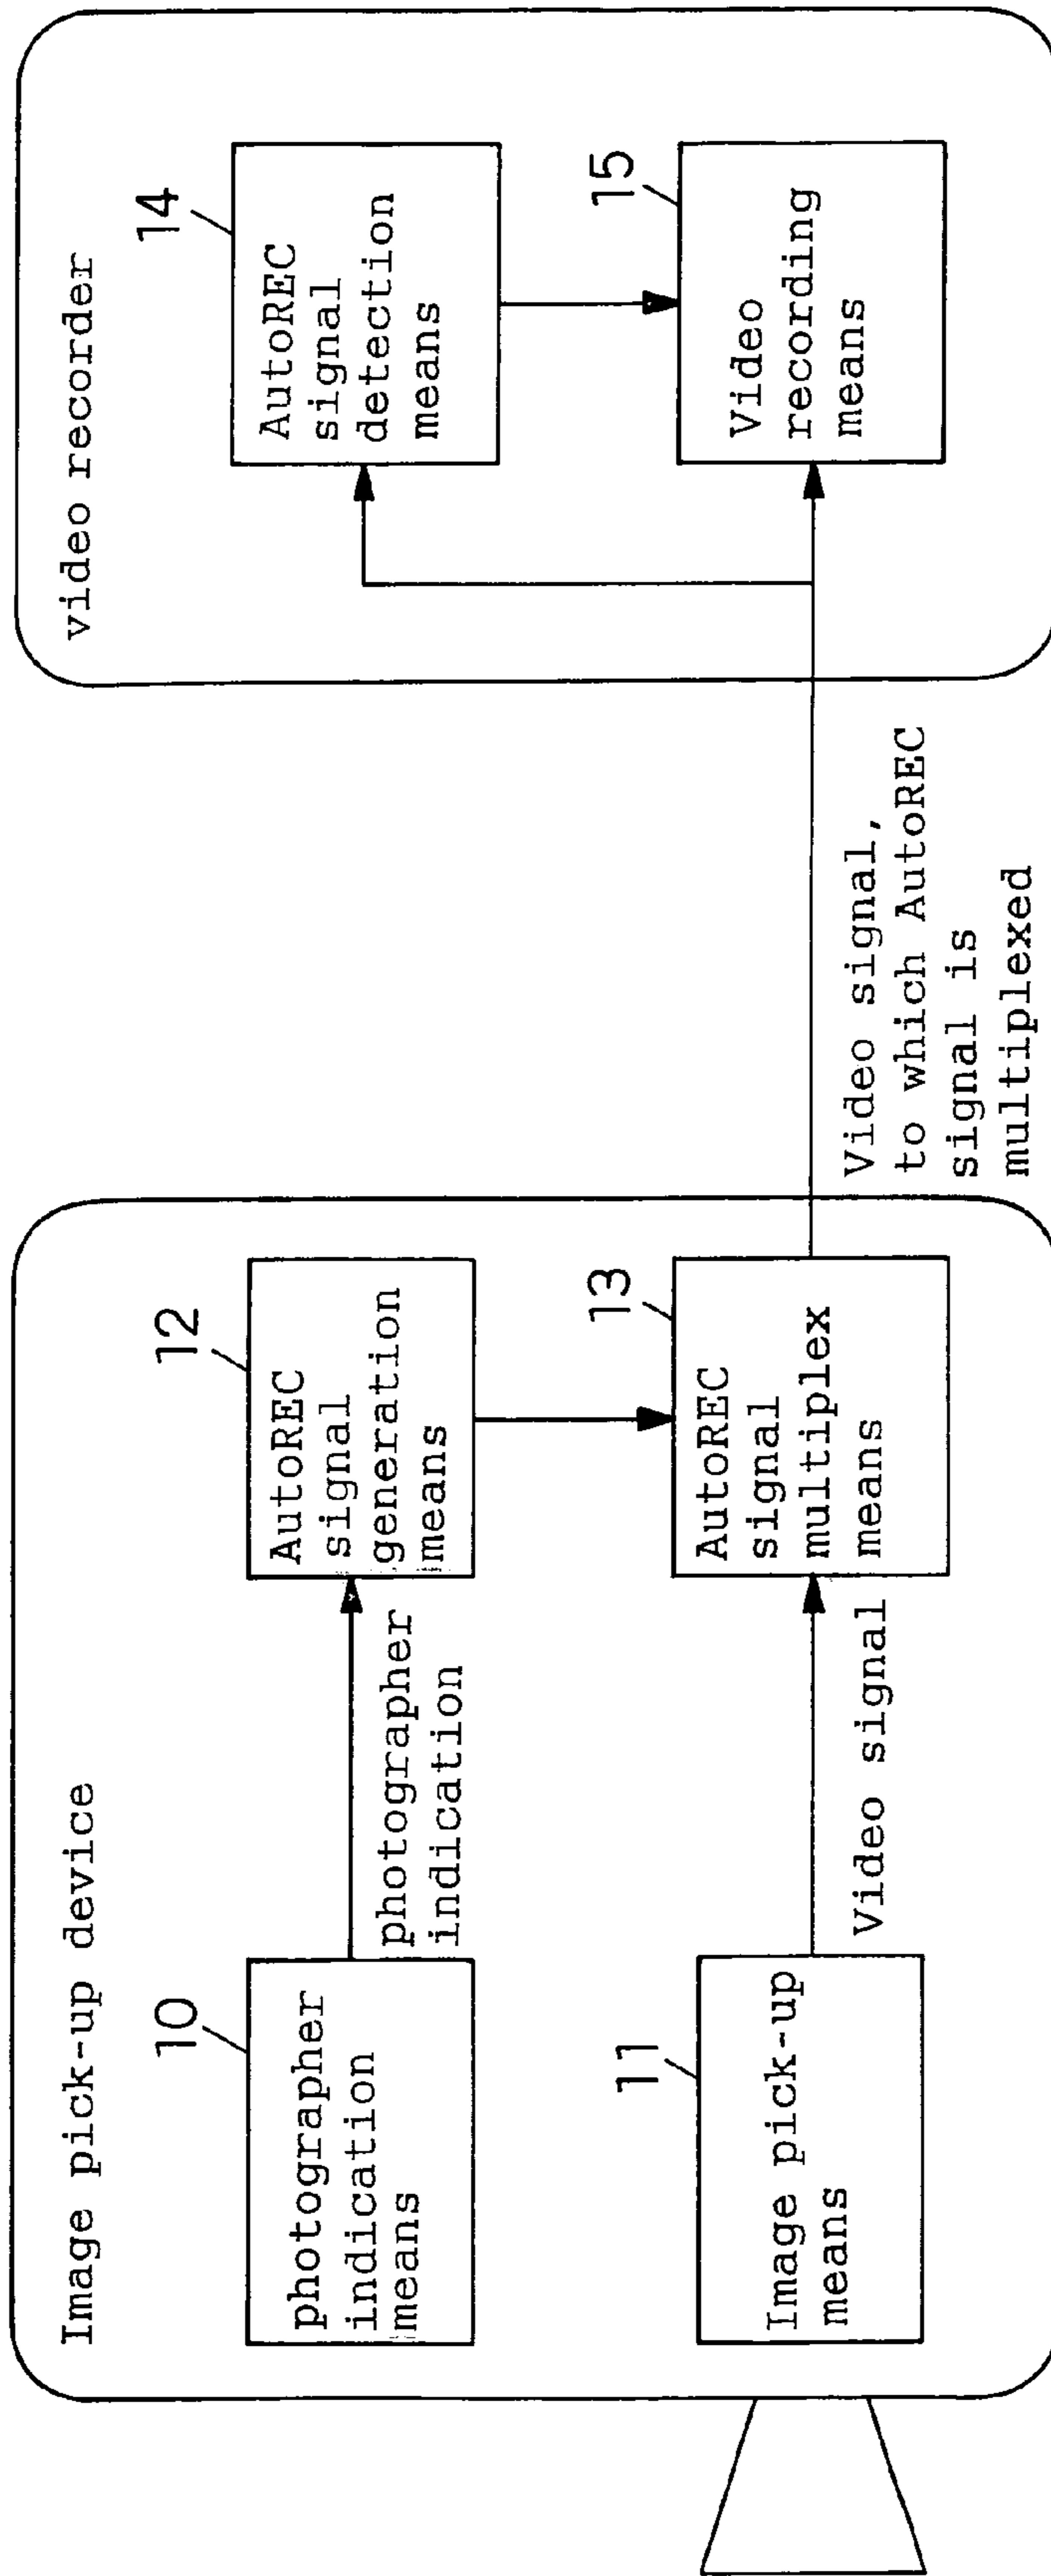 Image pick-up device
10
photographer
indication
means
photographer
indication
12
AutoREC
signal
generation
means
11
Image pick-up
means
Video signal
13
AutoREC
signal
multiplex
means
Video signal,
to which AutoREC
signal is
multiplexed
video recorder
14
AutoREC
signal
detection
means
15
Video
recording
means